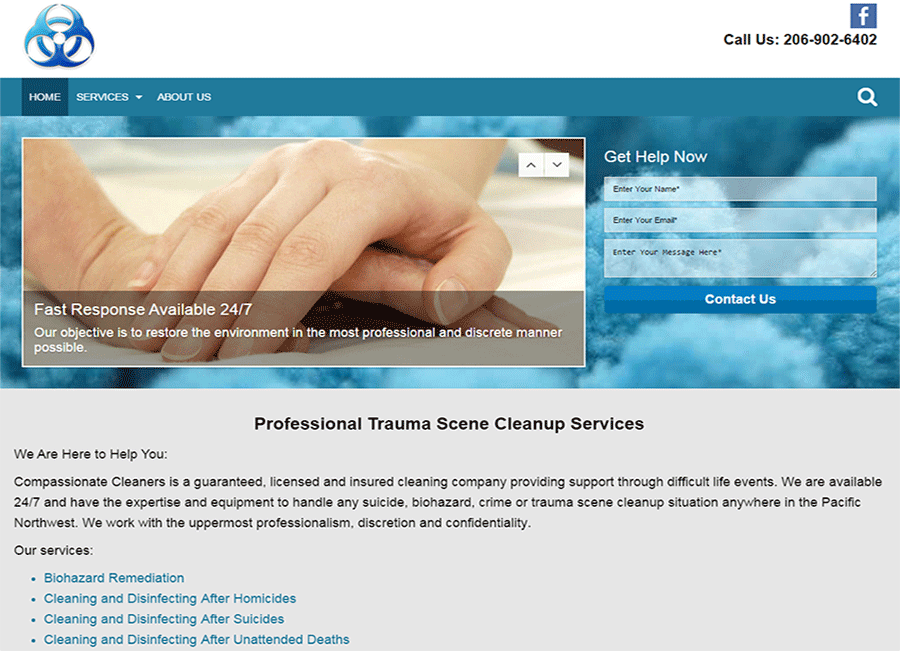 f
Call Us: 206-902-6402
HOME SERVICES ABOUT US
Get Help Now
Enter Your Name*
Enter Your Email*
Enter Your Message Here*
Contact Us
Fast Response Available 24/7
Our objective is to restore the environment in the most professional and discrete manner
possible.
Professional Trauma Scene Cleanup Services
We Are Here to Help You:
Compassionate Cleaners is a guaranteed, licensed and insured cleaning company providing support through difficult life events. We are available
24/7 and have the expertise and equipment to handle any suicide, biohazard, crime or trauma scene cleanup situation anywhere in the Pacific
Northwest. We work with the uppermost professionalism, discretion and confidentiality.
Our services:
• Biohazard Remediation
• Cleaning and Disinfecting After Homicides
• Cleaning and Disinfecting After Suicides
• Cleaning and Disinfecting After Unattended Deaths